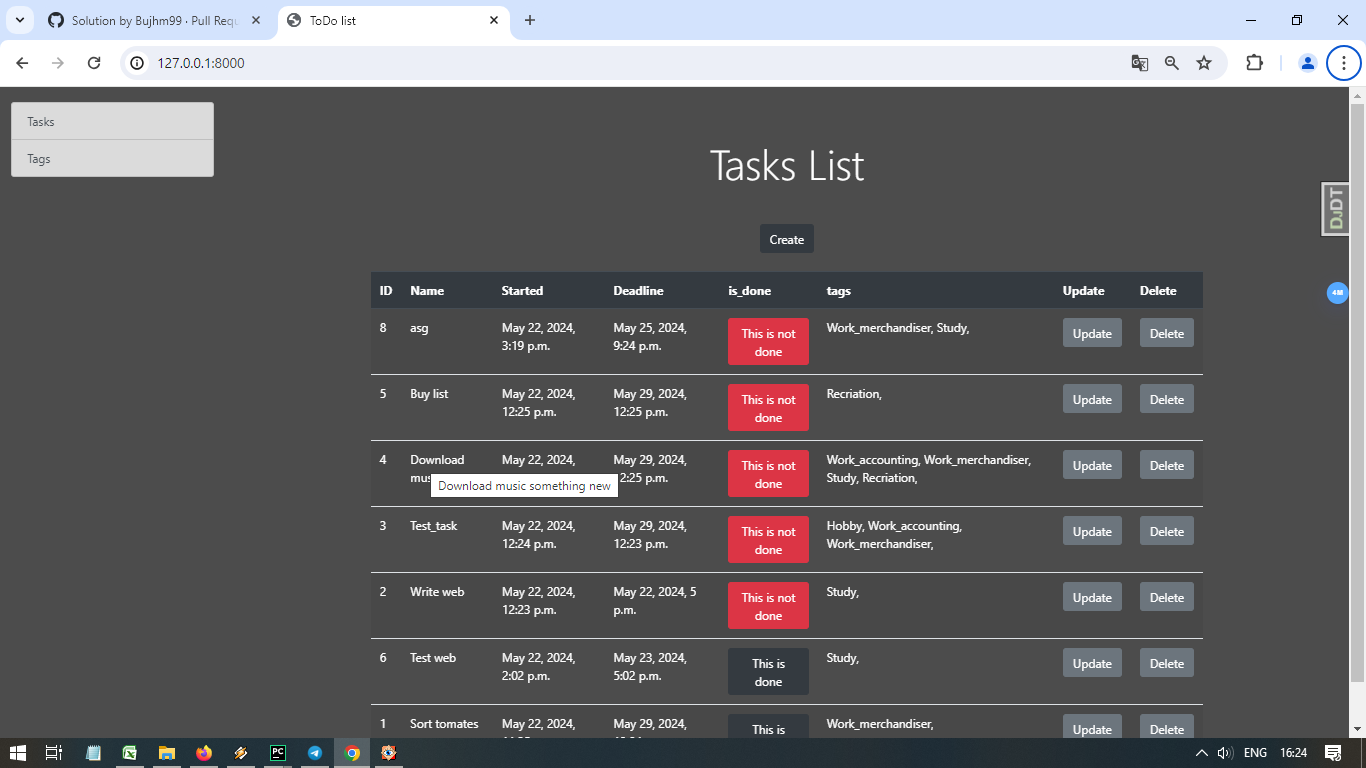 Solution by Bujhm99 · Pull Requ
ToDo list
127.0.0.1:8000
Tasks
Tags
Tasks List
DJDT
Create
4M
ID Name Started Deadline is_done tags Update Delete
8 asg May 22, 2024, May 25, 2024, This is not Work_merchandiser, Study, Update Delete
3:19 p.m. 9:24 p.m. done
5 Buy list May 22, 2024, May 29, 2024, This is not Recriation, Update Delete
12:25 p.m. 12:25 p.m. done
4 Download May 22, 2024, May 29, 2024, This is not Work_accounting, Work_merchandiser, Update Delete
Download music something new 2:25 p.m. done Study, Recriation,
3 Test_task May 22, 2024, May 29, 2024, This is not Hobby, Work_accounting, Update Delete
12:24 p.m. 12:23 p.m. done Work_merchandiser,
2 Write web May 22, 2024, May 22, 2024, 5 This is not Study, Update Delete
12:23 p.m. p.m. done
6 Test web May 22, 2024, May 23, 2024, This is Study, Update Delete
2:02 p.m. 5:02 p.m. done
1 Sort tomates May 22, 2024, May 29, 2024, This is Work_merchandiser, Update Delete
PC
ENG 16:24